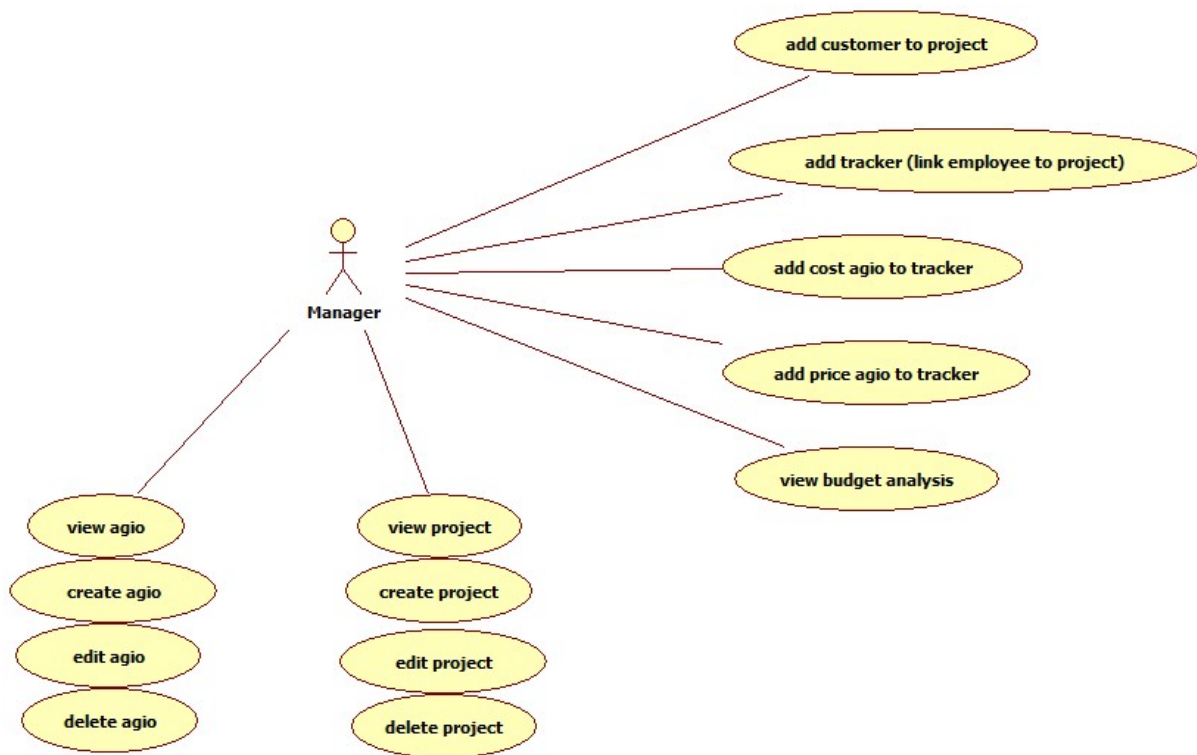 add customer to project
add tracker (link employee to project)
add cost agio to tracker
Manager
add price agio to tracker
view budget analysis
view agio
create agio
edit agio
delete agio
view project
create project
edit project
delete project